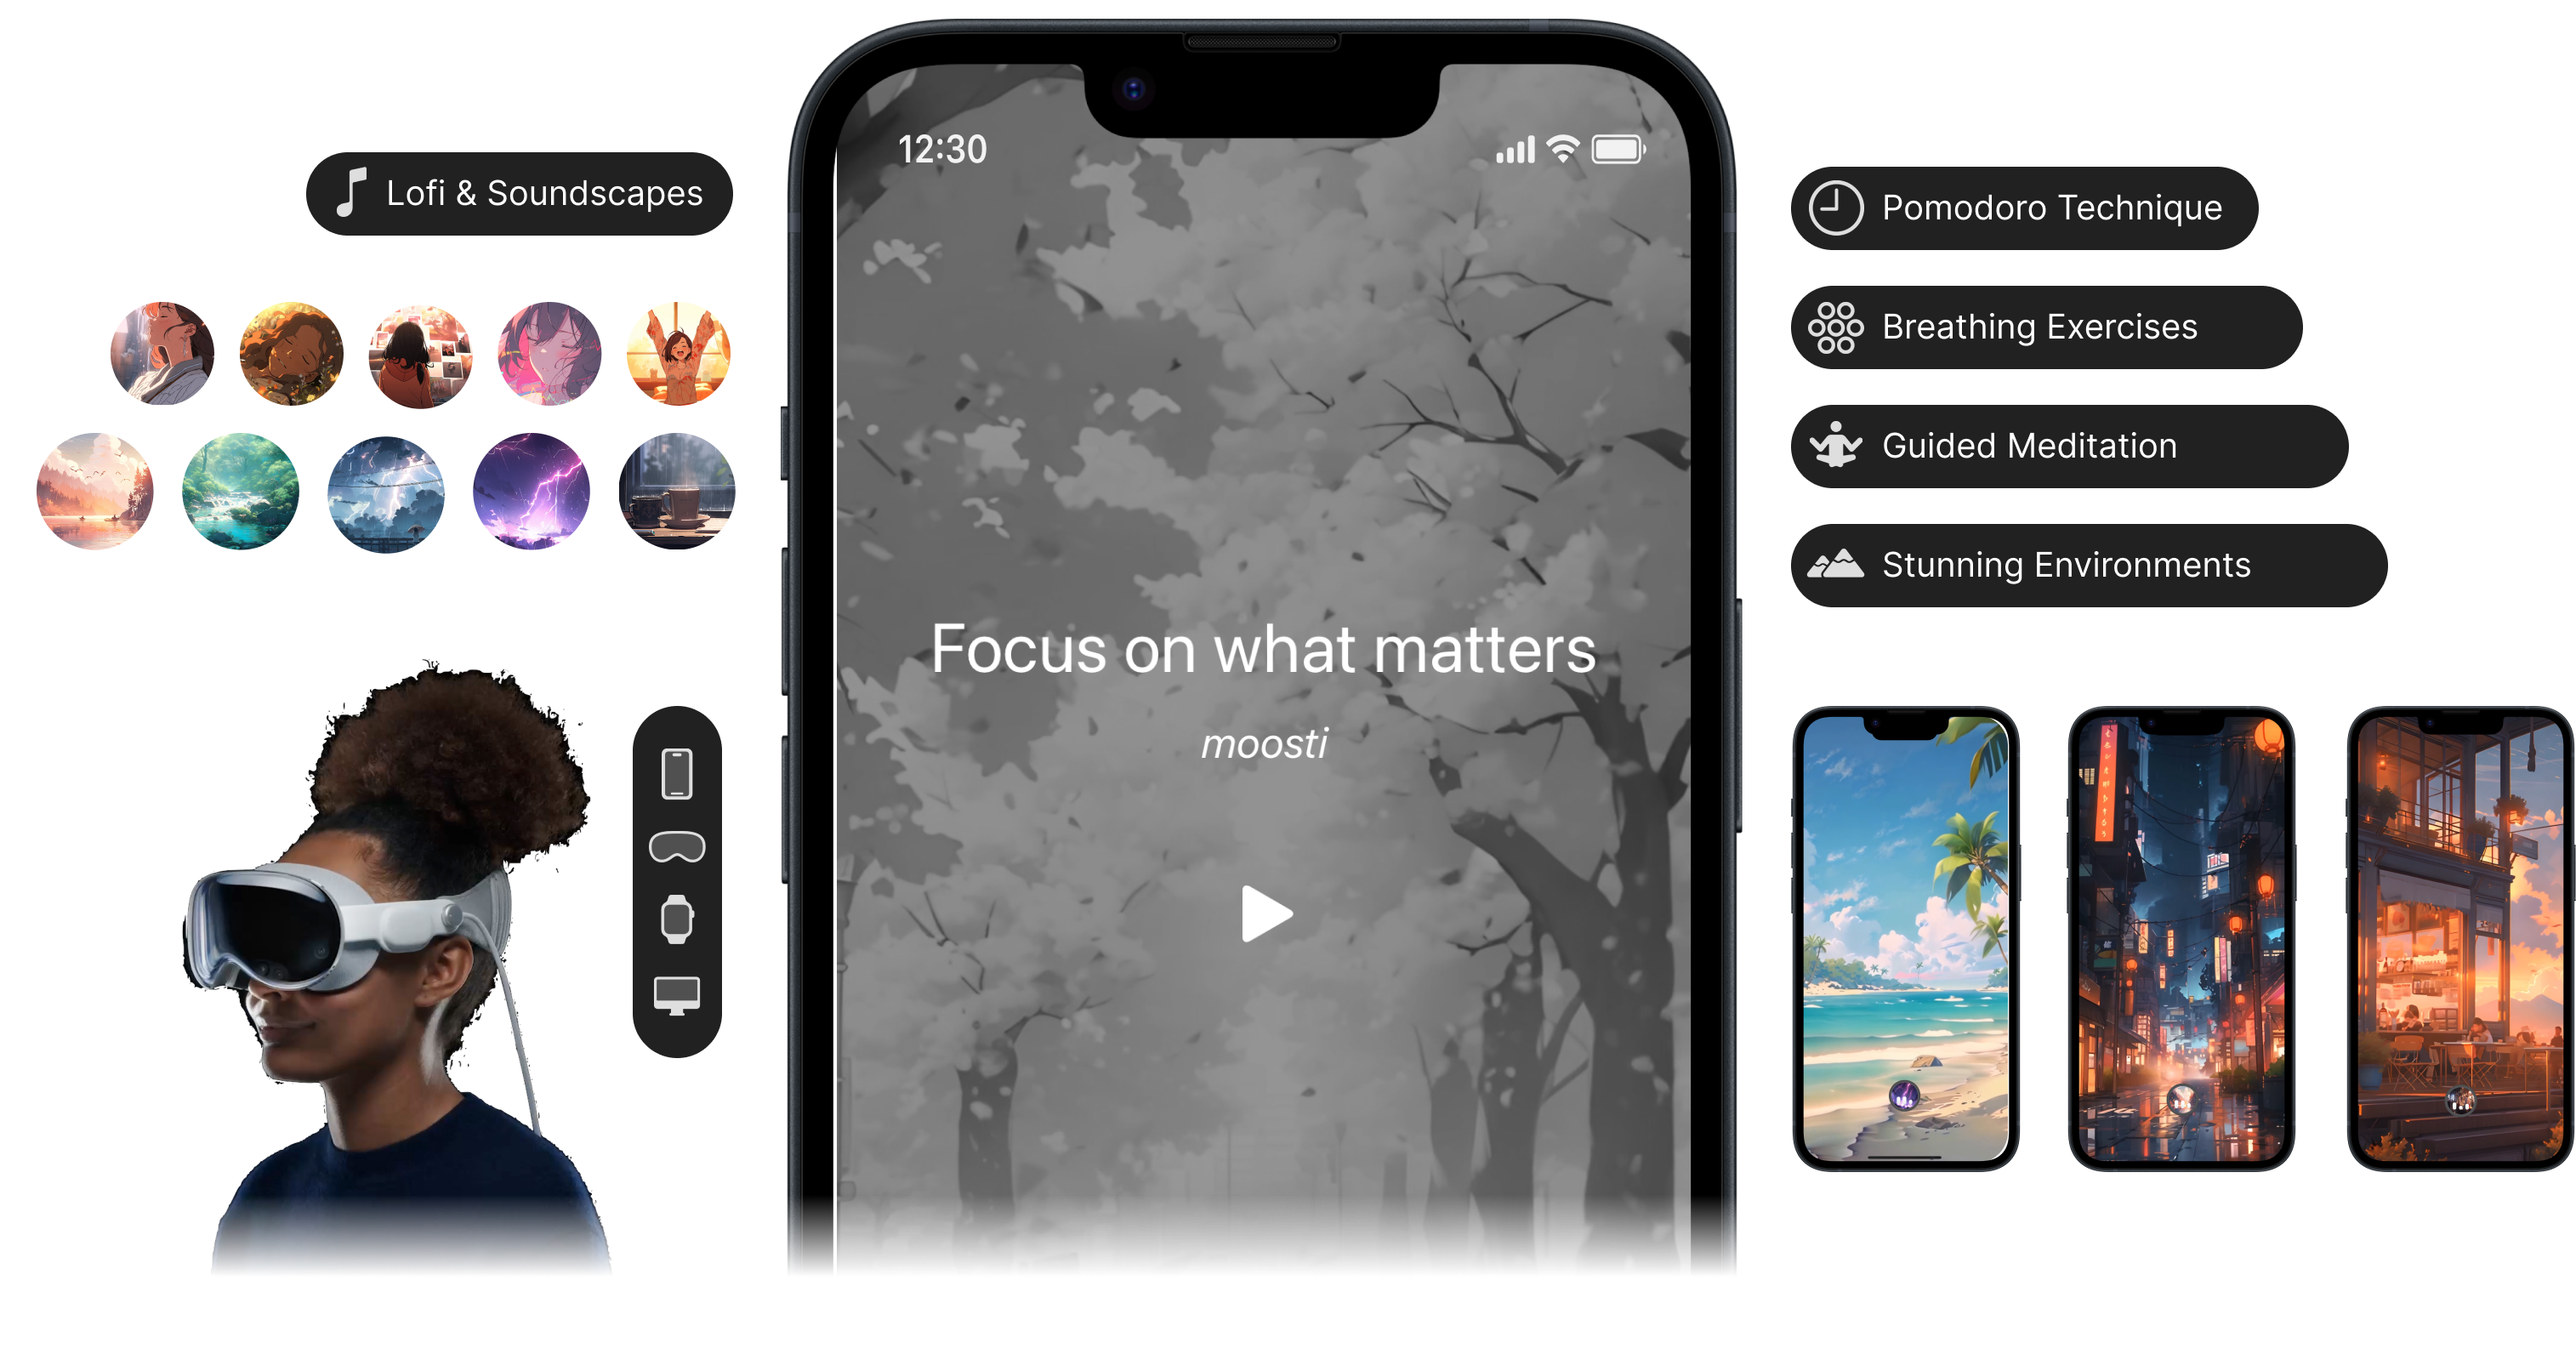 Lofi & Soundscapes
12:30
Focus on what matters
moosti
Pomodoro Technique
Breathing Exercises
Guided Meditation
Stunning Environments